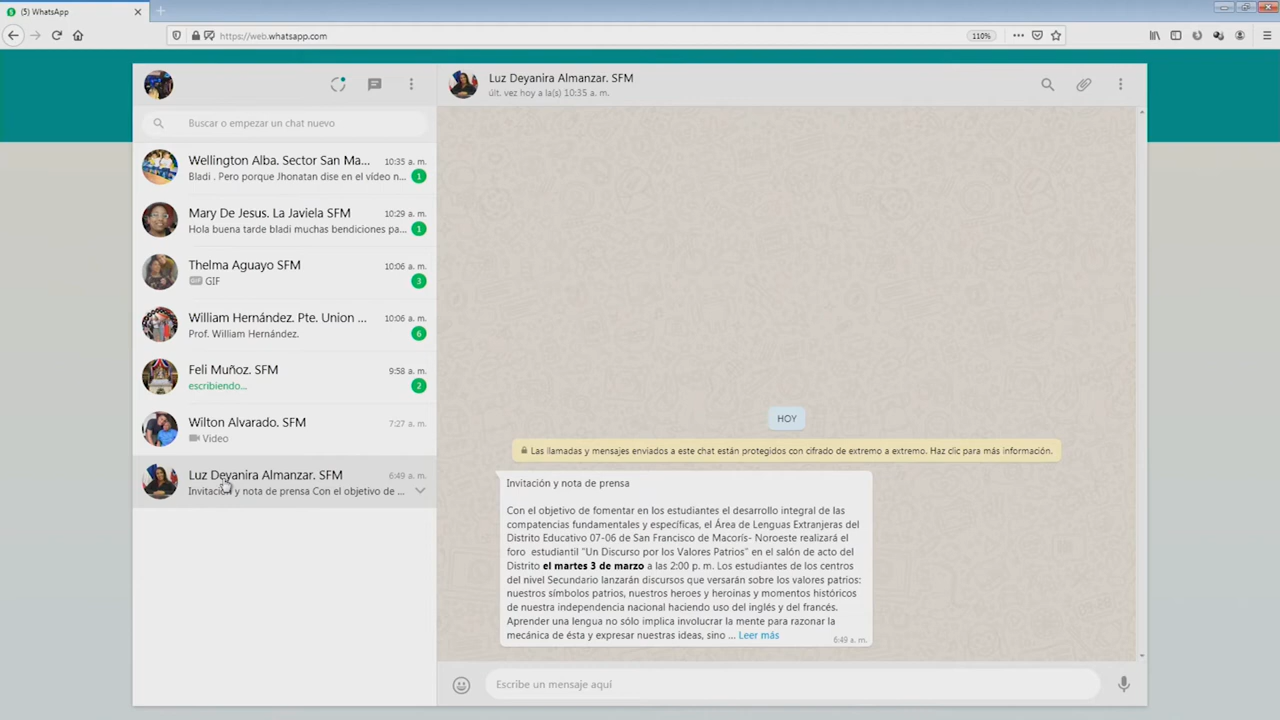 (5) WhatsApp
https://web.whatsapp.com
110%
Buscar o empezar un chat nuevo
Wellington Alba. Sector San Ma... 10:35 a. m.
Bladi . Pero porque Jhonatan dise en el vídeo n... 1
Mary De Jesus. La Javiela SFM 10:29 a. m.
Hola buena tarde bladi muchas bendiciones pa... 1
Thelma Aguayo SFM 10:06 a. m.
GIF GIF 3
William Hernández. Pte. Union ... 10:06 a. m.
Prof. William Hernández. 6
Feli Muñoz. SFM 9:58 a. m.
escribiendo... 2
Wilton Alvarado. SFM 7:27 a. m.
Video
Luz Deyanira Almanzar. SFM 6:49 a. m.
Invitación y nota de prensa Con el objetivo de ...
Luz Deyanira Almanzar. SFM
últ. vez hoy a la(s) 10:35 a. m.
HOY
Las llamadas y mensajes enviados a este chat están protegidos con cifrado de extremo a extremo. Haz clic para más información.
Invitación y nota de prensa
Con el objetivo de fomentar en los estudiantes el desarrollo integral de las
competencias fundamentales y específicas, el Área de Lenguas Extranjeras del
Distrito Educativo 07-06 de San Francisco de Macorís- Noroeste realizará el
foro estudiantil "Un Discurso por los Valores Patrios" en el salón de acto del
Distrito el martes 3 de marzo a las 2:00 p. m. Los estudiantes de los centros
del nivel Secundario lanzarán discursos que versarán sobre los valores patrios:
nuestros símbolos patrios, nuestros heroes y heroinas y momentos históricos
de nuestra independencia nacional haciendo uso del inglés y del francés.
Aprender una lengua no sólo implica involucrar la mente para razonar la
mecánica de ésta y expresar nuestras ideas, sino ... Leer más
6:49 a. m.
Escribe un mensaje aquí